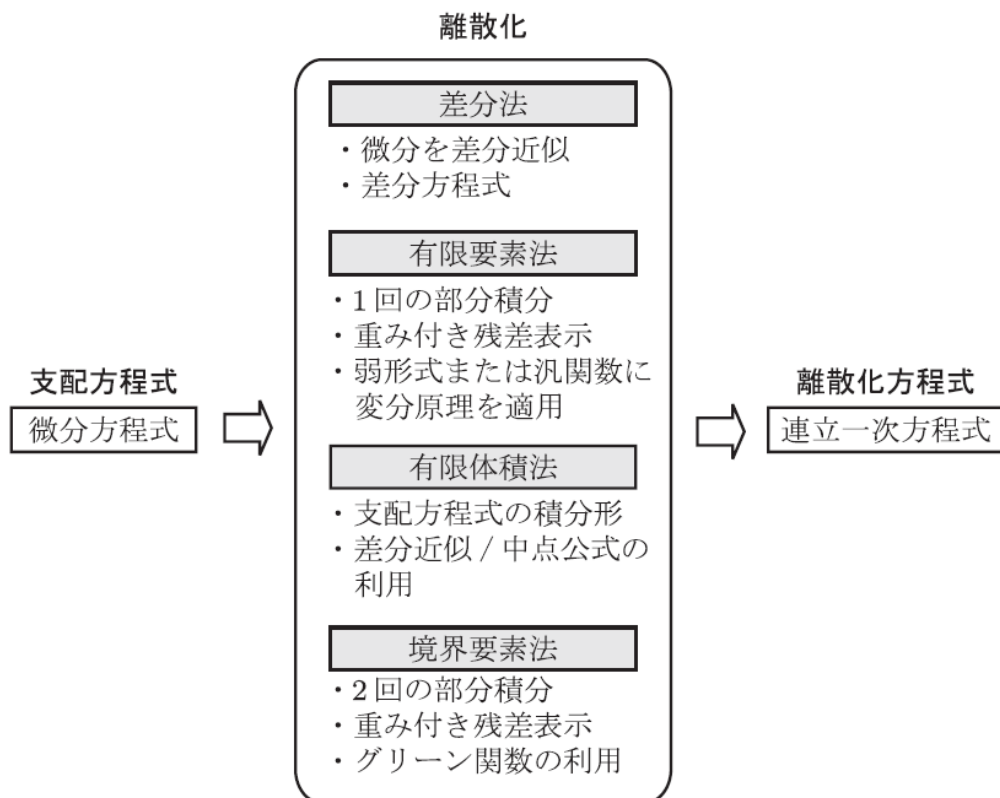 離散化
差分法
・微分を差分近似
・差分方程式
有限要素法
・1回の部分積分
・重み付き残差表示
・弱形式または汎関数に
変分原理を適用
支配方程式
微分方程式
離散化方程式
連立一次方程式
有限体積法
・支配方程式の積分形
・差分近似 / 中点公式の
利用
境界要素法
・2回の部分積分
・重み付き残差表示
・グリーン関数の利用